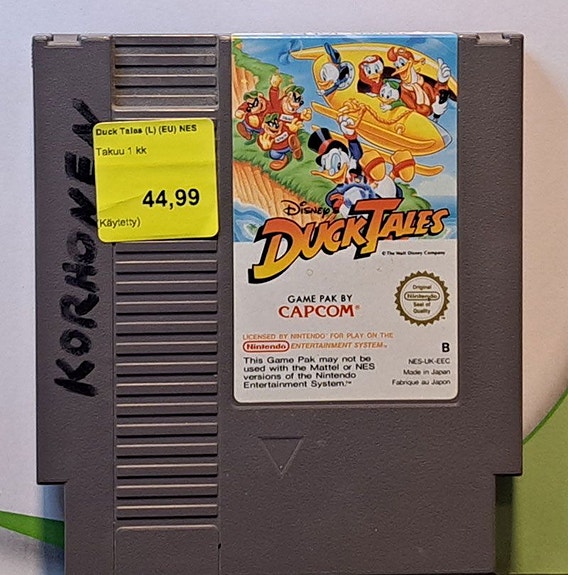 KORHONEN
Duck Tales (L) (EU) NES
Takuu 1 kk
44,99
(Käytetty)
Disney's
DUCKTALES
© The Walt Disney Company
GAME PAK BY
CAPCOM®
Original
Nintendo
Seal of
Quality
LICENSED BY NINTENDO® FOR PLAY ON THE
Nintendo ENTERTAINMENT SYSTEM™
This Game Pak may not be
used with the Mattel or NES
versions of the Nintendo
Entertainment System.™
B
NES-UK-EEC
Made in Japan
Fabriqué au Japon